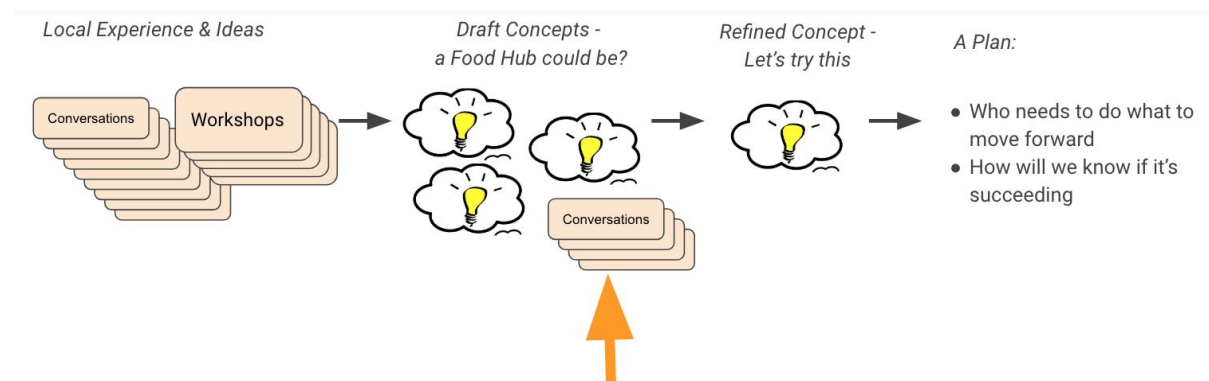 Local Experience & Ideas
Conversations
Workshops
Draft Concepts -
a Food Hub could be?
Conversations
Refined Concept -
Let's try this
A Plan:
● Who needs to do what to
move forward
● How will we know if it's
succeeding